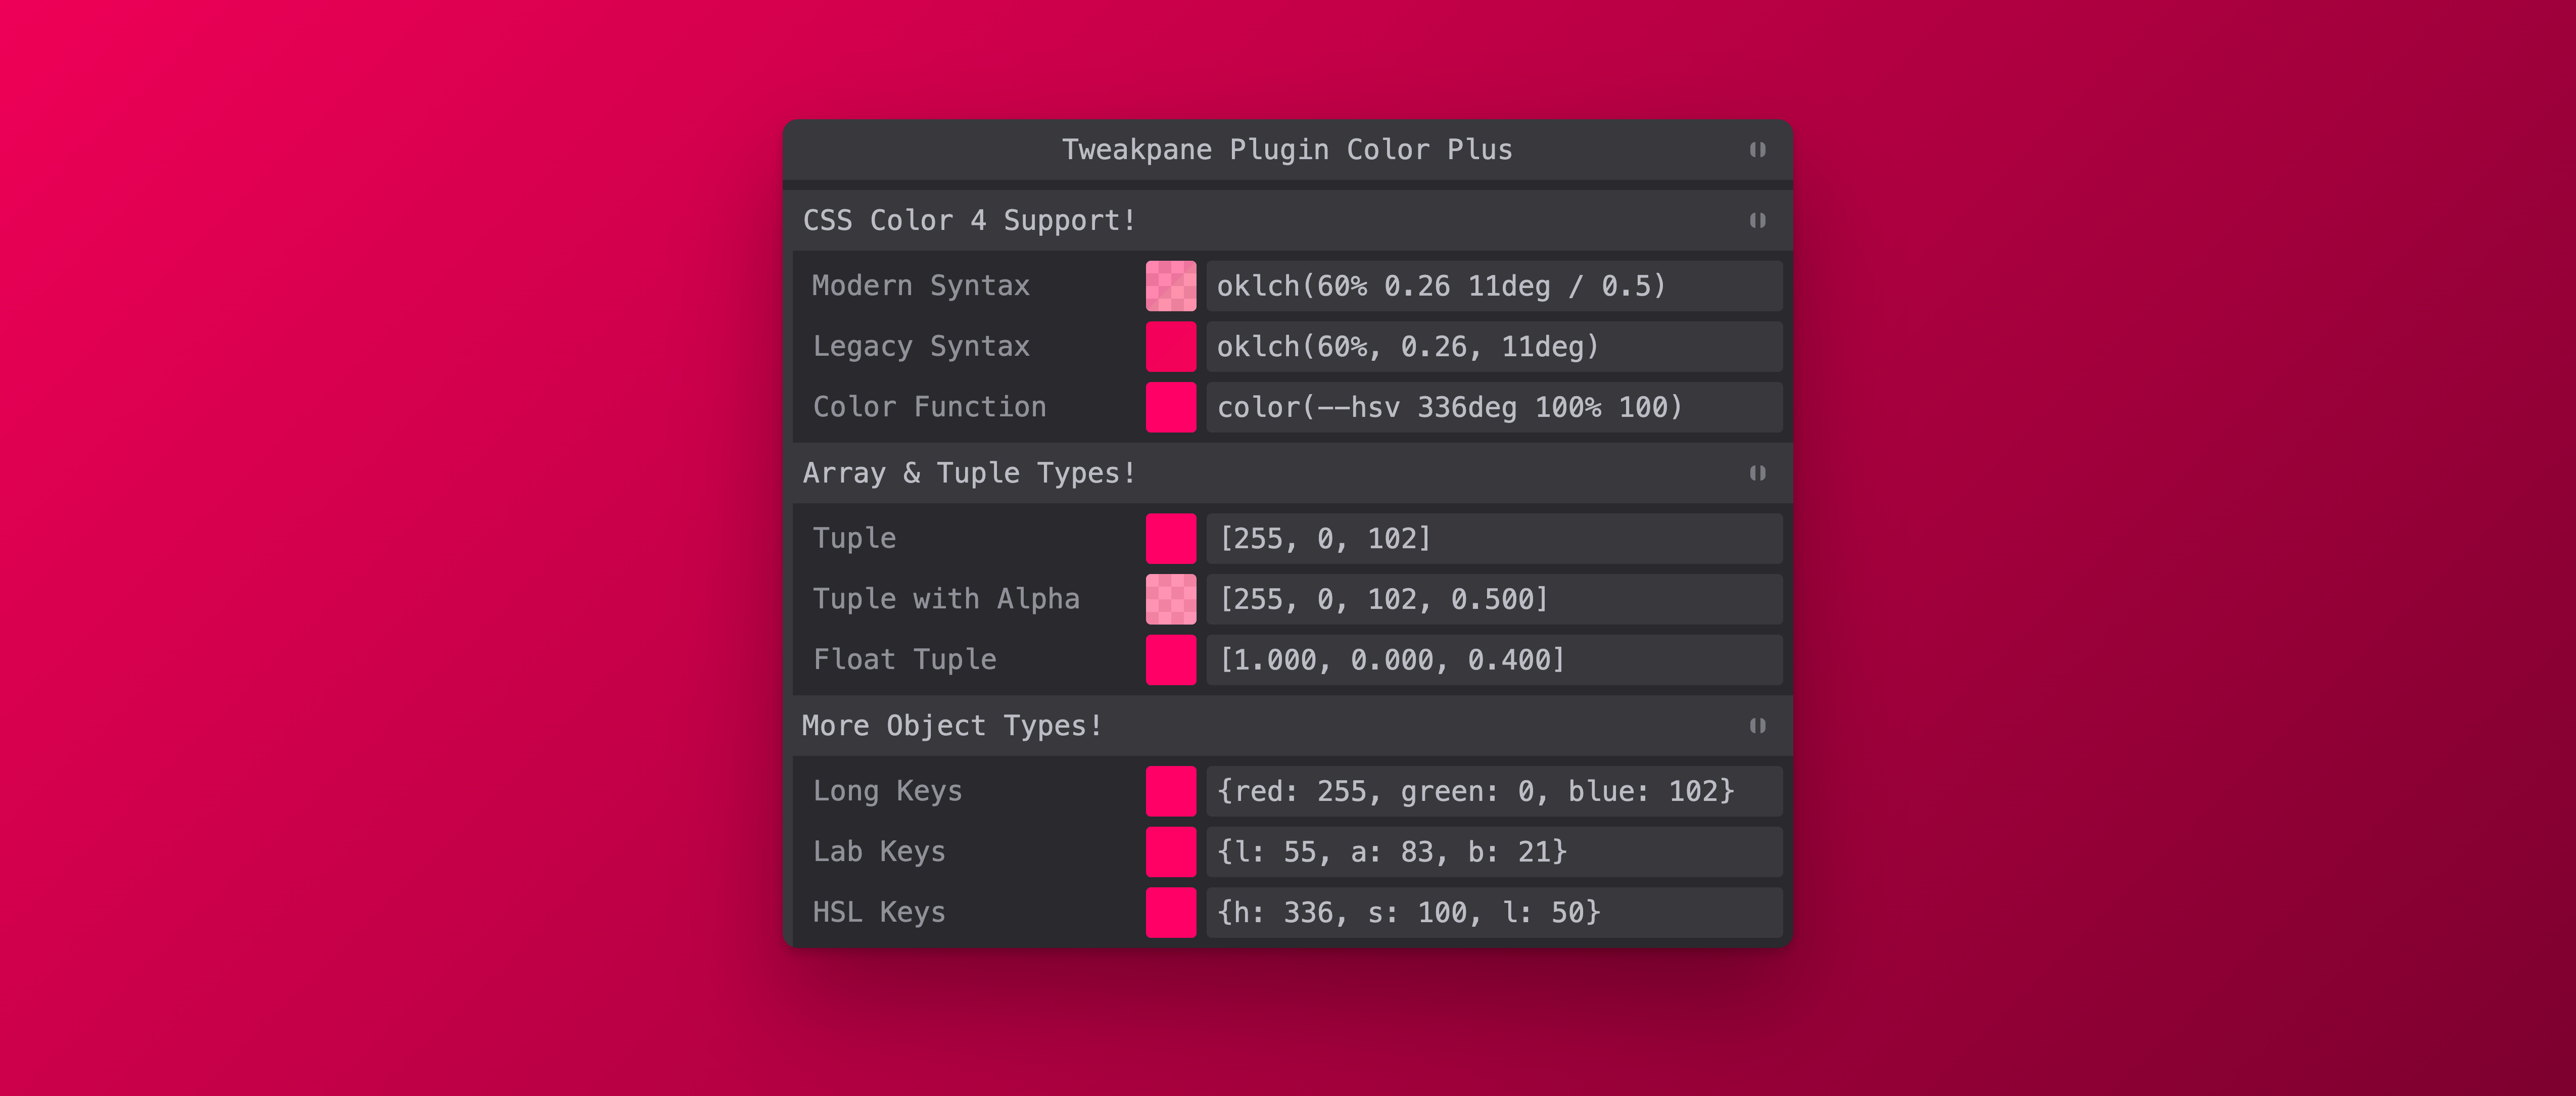 Tweakpane Plugin Color Plus
CSS Color 4 Support!
Modern Syntax oklch(60% 0.26 11deg / 0.5)
Legacy Syntax oklch(60%, 0.26, 11deg)
Color Function color(--hsv 336deg 100% 100)
Array & Tuple Types!
Tuple [255, 0, 102]
Tuple with Alpha [255, 0, 102, 0.500]
Float Tuple [1.000, 0.000, 0.400]
More Object Types!
Long Keys {red: 255, green: 0, blue: 102}
Lab Keys {l: 55, a: 83, b: 21}
HSL Keys {h: 336, s: 100, l: 50}